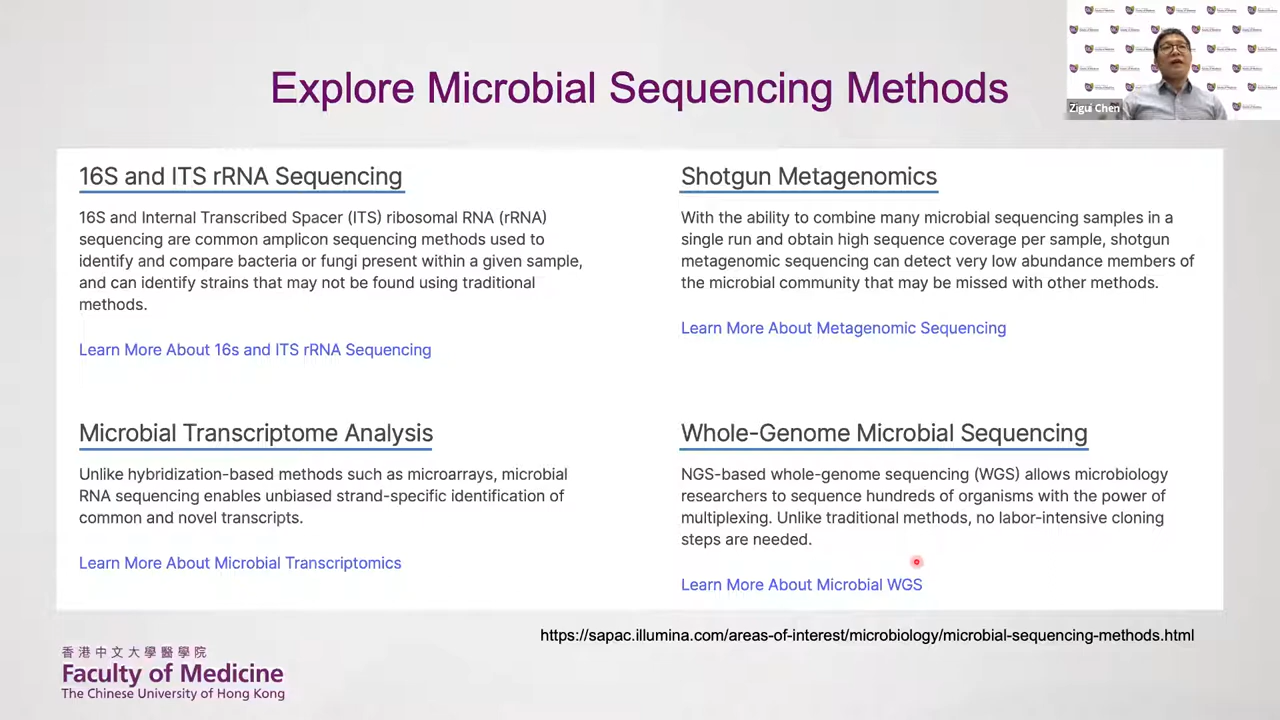 Explore Microbial Sequencing Methods
Zigui Chen
16S and ITS rRNA Sequencing
16S and Internal Transcribed Spacer (ITS) ribosomal RNA (rRNA)
sequencing are common amplicon sequencing methods used to
identify and compare bacteria or fungi present within a given sample,
and can identify strains that may not be found using traditional
methods.
Learn More About 16s and ITS rRNA Sequencing
Shotgun Metagenomics
With the ability to combine many microbial sequencing samples in a
single run and obtain high sequence coverage per sample, shotgun
metagenomic sequencing can detect very low abundance members of
the microbial community that may be missed with other methods.
Learn More About Metagenomic Sequencing
Microbial Transcriptome Analysis
Unlike hybridization-based methods such as microarrays, microbial
RNA sequencing enables unbiased strand-specific identification of
common and novel transcripts.
Learn More About Microbial Transcriptomics
Whole-Genome Microbial Sequencing
NGS-based whole-genome sequencing (WGS) allows microbiology
researchers to sequence hundreds of organisms with the power of
multiplexing. Unlike traditional methods, no labor-intensive cloning
steps are needed.
Learn More About Microbial WGS
https://sapac.illumina.com/areas-of-interest/microbiology/microbial-sequencing-methods.html
香港中文大學醫學院
Faculty of Medicine
The Chinese University of Hong Kong